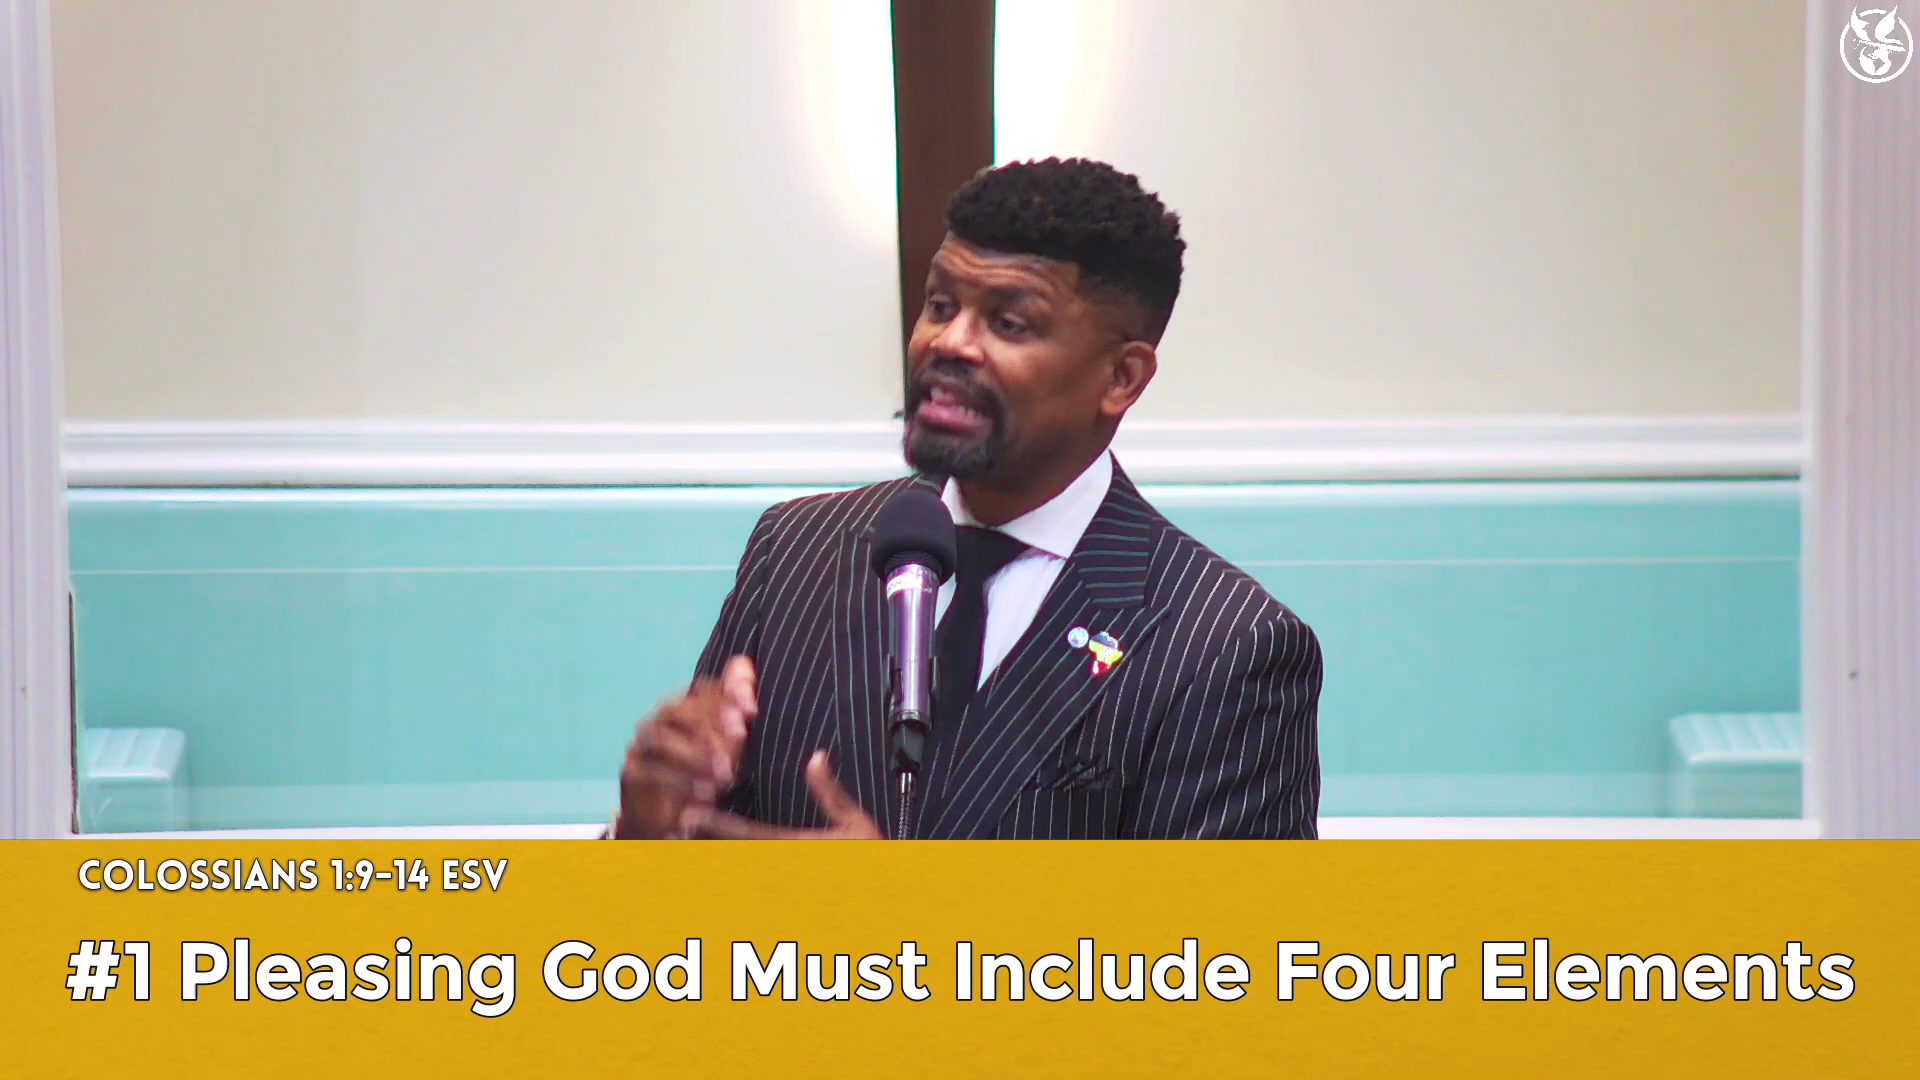 COLOSSIANS 1:9-14 ESV
#1 Pleasing God Must Include Four Elements